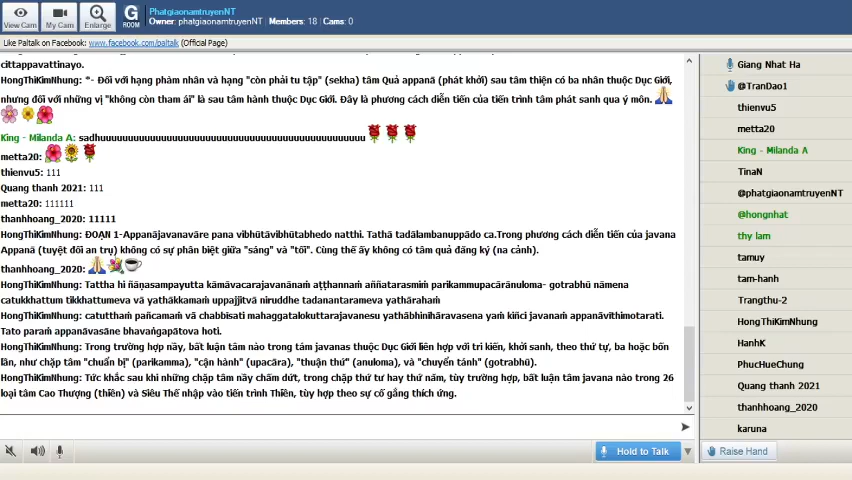 PhatgiaonamtruyenNT
Owner: phatgiaonamtruyenNT | Members: 18 | Cams: 0
View Cam
My Cam
Enlarge
G
ROOM
Like Paltalk on Facebook: www.facebook.com/paltalk (Official Page)
cittappavattinayo.
HongThiKimNhung: *- Đối với hạng phàm nhân và hạng "còn phải tu tập" (sekha) tâm Quả appanā (phát khởi) sau tâm thiện có ba nhân thuộc Dục Giới,
nhưng đối với những vị "không còn tham ái" là sau tâm hành thuộc Dục Giới. Đây là phương cách diễn tiến của tiến trình tâm phát sanh qua ý môn.
King - Milanda A: sadhuuuuuuuuuuuuuuuuuuuuuuuuuuuuuuuuuuuuuuuuuuu
metta20:
thienvu5: 111
Quang thanh 2021: 111
metta20: 111111
thanhhoang_2020: 11111
HongThiKimNhung: ĐOẠN 1-Appanājavanavāre pana vibhūtāvibhūtabhedo natthi. Tathā tadālambanuppādo ca.Trong phương cách diễn tiến của javana
Appanā (tuyệt đối an trụ) không có sự phân biệt giữa "sáng" và "tối". Cùng thế ấy không có tâm quả đăng ký (na cảnh).
thanhhoang_2020:
HongThiKimNhung: Tattha hi ñāṇasampayutta kāmāvacarajavanānaṁ aṭṭhannaṁ aññatarasmiṁ parikammupacārānuloma- gotrabhū nāmena
catukkhattum tikkhattumeva vā yathākkamaṁ uppajjitvā niruddhe tadanantarameva yathārahaṁ
HongThiKimNhung: catutthaṁ pañcamaṁ vā chabbīsati mahaggatalokuttarajavanesu yathābhinīhāravasena yaṁ kiñci javanaṁ appanāvīthimotarati.
Tato paraṁ appanāvasāne bhavaṅgapātova hoti.
HongThiKimNhung: Trong trường hợp nầy, bất luận tâm nào trong tám javanas thuộc Dục Giới liên hợp với tri kiến, khởi sanh, theo thứ tự, ba hoặc bốn
lần, như chặp tâm "chuẩn bị" (parikamma), "cận hành" (upacāra), "thuận thứ" (anuloma), và "chuyển tánh" (gotrabhū).
HongThiKimNhung: Tức khắc sau khi những chặp tâm nầy chấm dứt, trong chặp thứ tư hay thứ năm, tùy trường hợp, bất luận tâm javana nào trong 26
loại tâm Cao Thượng (thiền) và Siêu Thế nhập vào tiến trình Thiền, tùy hợp theo sự cố gắng thích ứng.
Hold to Talk
Giang Nhat Ha
@TranDao1
thienvu5
metta20
King - Milanda A
TinaN
@phatgiaonamtruyenNT
@hongnhat
thy lam
tamuy
tam-hanh
Trangthu-2
HongThiKimNhung
HanhK
PhucHueChung
Quang thanh 2021
thanhhoang_2020
karuna
Raise Hand